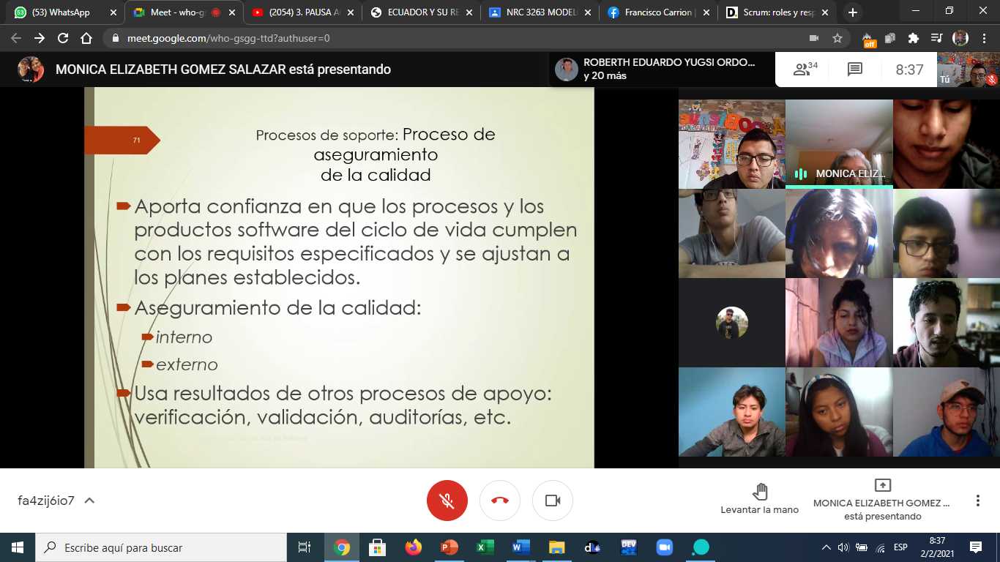 (53) WhatsApp
Meet - who-gs
(2054) 3. PAUSA A
ECUADOR Y SU RE
NRC 3263 MODEL
Francisco Carrion |
Scrum: roles y resp
meet.google.com/who-gsgg-ttd?authuser=0
off
MONICA ELIZABETH GOMEZ SALAZAR está presentando
ROBERTH EDUARDO YUGSI ORDO...
y 20 más
34
8:37
Tú
71
Procesos de soporte: Proceso de
aseguramiento
de la calidad
Aporta confianza en que los procesos y los
productos software del ciclo de vida cumplen
con los requisitos especificados y se ajustan a
los planes establecidos.
Aseguramiento de la calidad:
interno
externo
Usa resultados de otros procesos de apoyo:
verificación, validación, auditorías, etc.
MONICA ELIZ...
fa4zij6io7
Levantar la mano
MONICA ELIZABETH GOMEZ ...
está presentando
Escribe aquí para buscar
DEV
ESP
8:37
2/2/2021